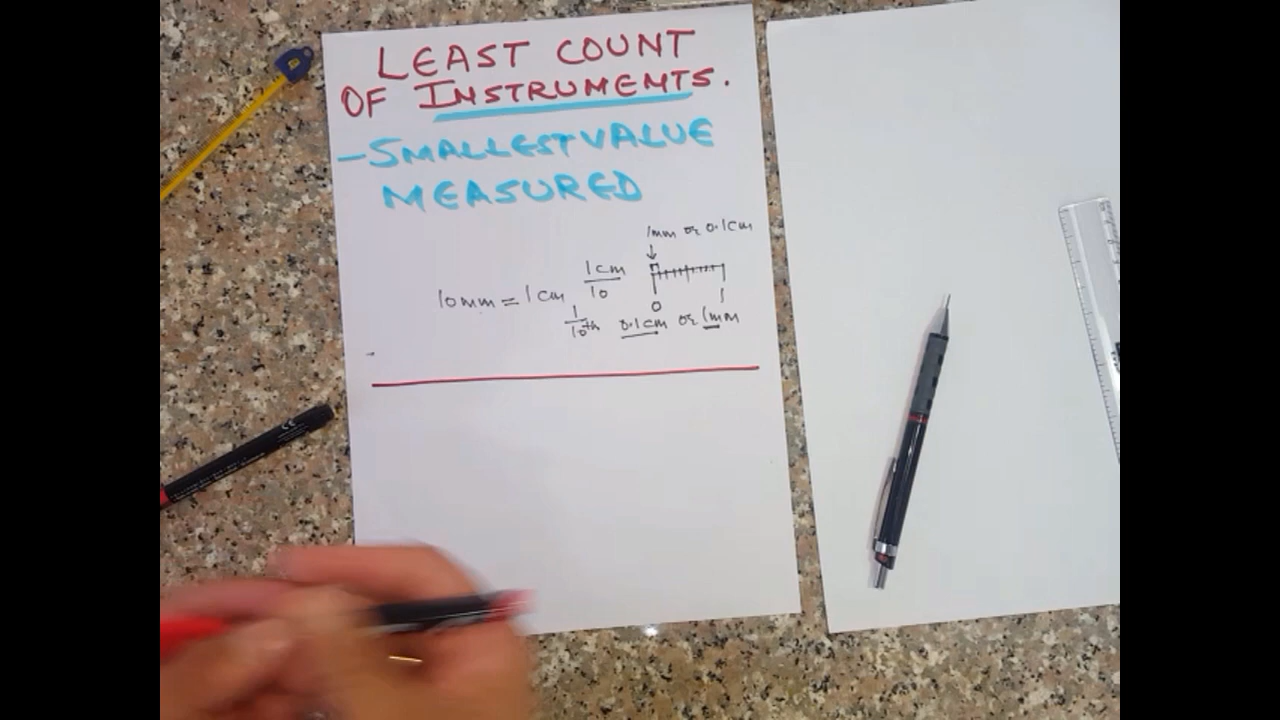 LEAST COUNT
OF INSTRUMENTS.
- SMALLEST VALUE
MEASURED
1mm or 0.1cm
1cm
10
10mm = 1cm
0 1
1
10th 0.1cm or 1mm